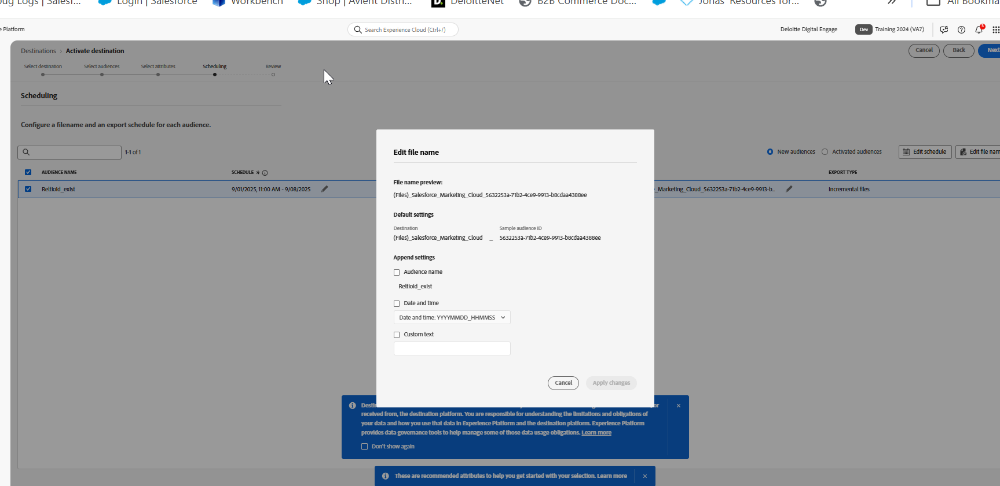 Login | Salesforce
Workbench
Shop | Avient Distri...
D.
DeloitteNet
B2B Commerce Doc...
Jonas' Resources for...
»
Platform
Search Experience Cloud (Ctrl+/)
Deloitte Digital Engage
Dev
Training 2024 (VA7)
3
Destinations > Activate destination
Cancel
Back
Next
Select destination
Select audiences
Select attributes
Scheduling
Review
Scheduling
Configure a filename and an export schedule for each audience.
1-1 of 1
New audiences
Activated audiences
Edit schedule
Edit file nam
AUDIENCE NAME
SCHEDULE *
EXPORT TYPE
Reltioid_exist
9/01/2025, 11:00 AM - 9/08/2025
_Marketing_Cloud_5632253a-71b2-4ce9-9913-b...
Incremental files
Edit file name
File name preview:
(Files)_Salesforce_Marketing_Cloud_5632253a-71b2-4ce9-9913-b8cdaa4388ee
Default settings
Destination
Sample audience ID
(Files)_Salesforce_Marketing_Cloud _ 5632253a-71b2-4ce9-9913-b8cdaa4388ee
Append settings
Audience name
Reltioid_exist
Date and time
Date and time: YYYYMMDD_HHMMSS
Custom text
Cancel
Apply changes
received from, the destination platform. You are responsible for understanding the limitations and obligations of
your data and how you use that data in Experience Platform and the destination platform. Experience Platform
provides data governance tools to help manage some of those data usage obligations. Learn more
Don't show again
These are recommended attributes to help you get started with your selection. Learn more